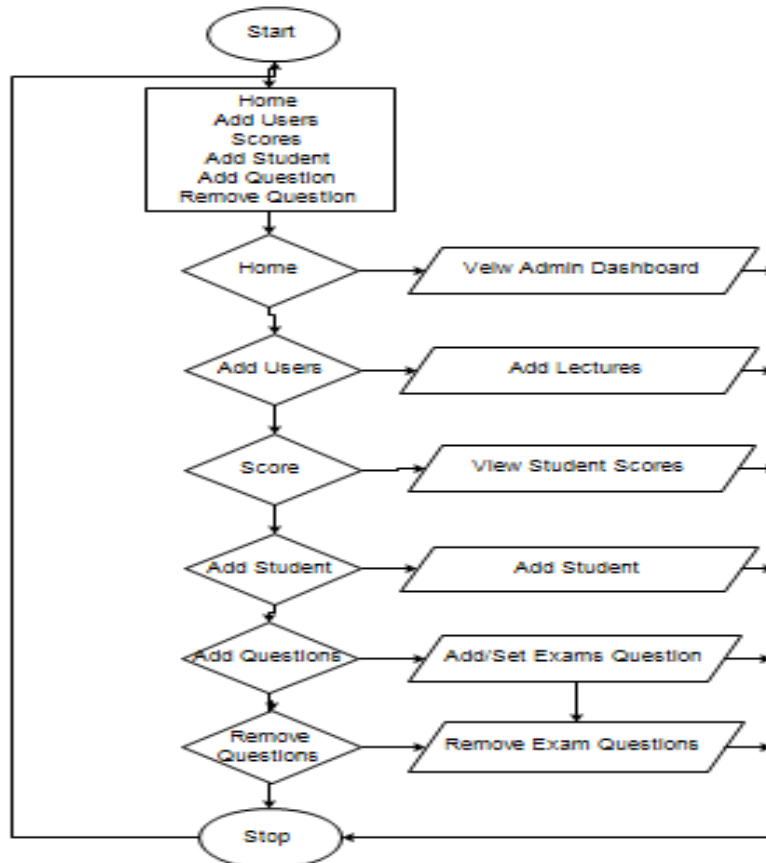 Start
Home
Add Users
Scores
Add Student
Add Question
Remove Question
Home
Veiw Admin Dashboard
Add Users
Add Lectures
Score
View Student Scores
Add Student
Add Student
Add Questions
Add/Set Exams Question
Remove
Questions
Remove Exam Questions
Stop